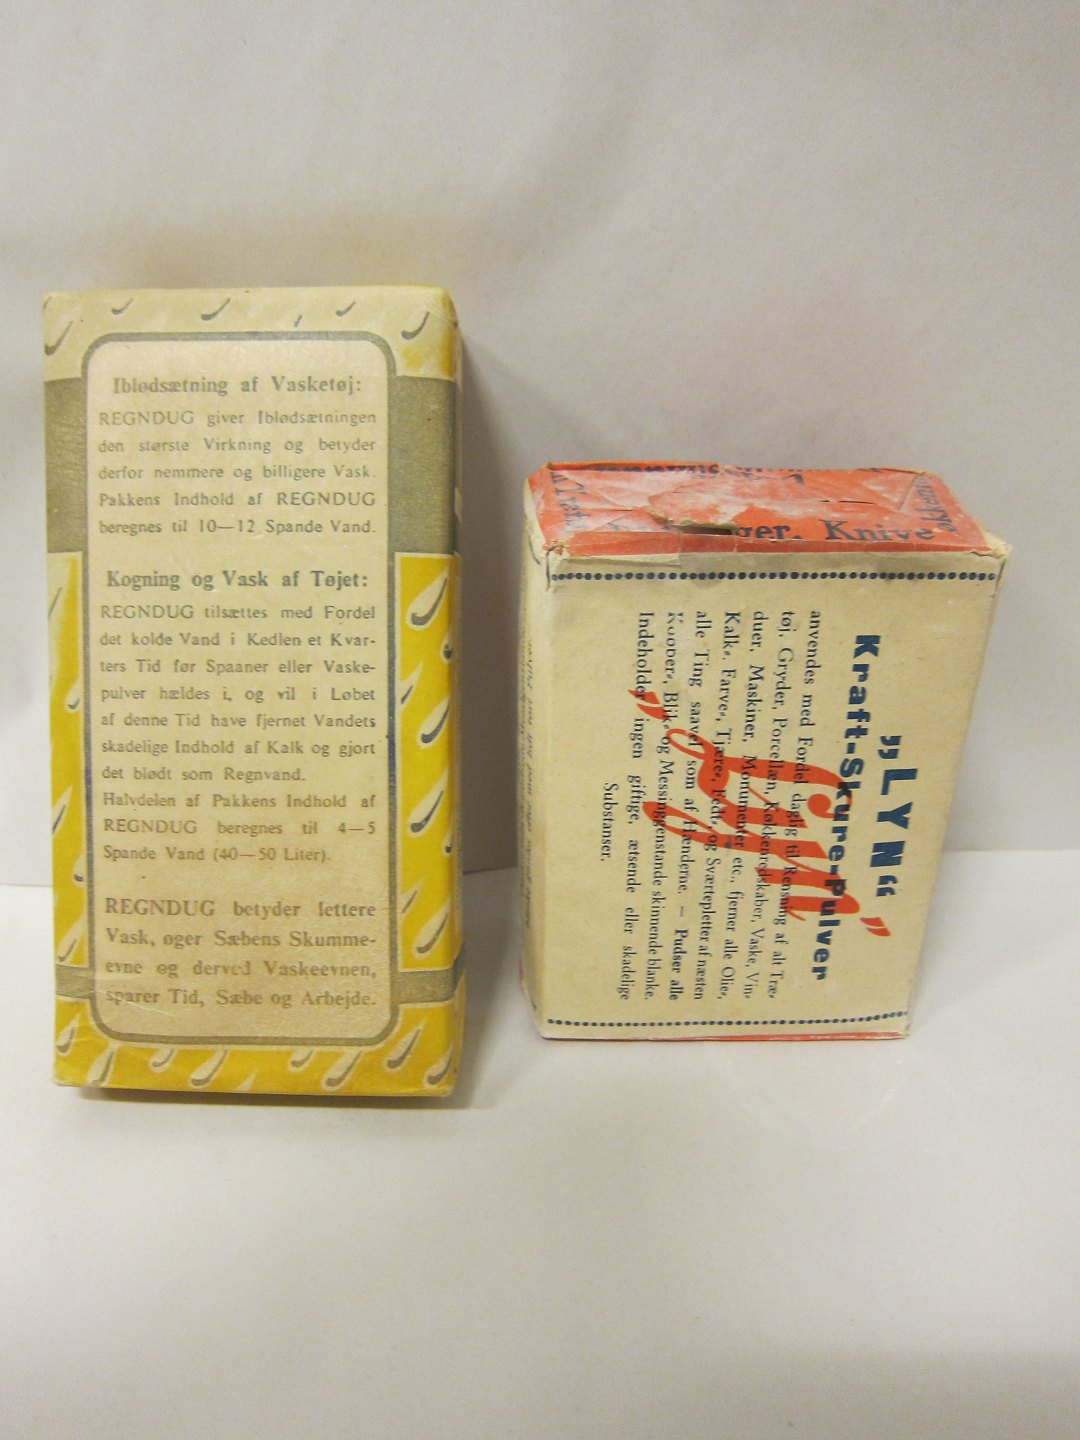 Iblødsætning af Vasketøj:
REGNDUG giver Iblødsætningen
den største Virkning og betyder
derfor nemmere og billigere Vask.
Pakkens Indhold af REGNDUG
beregnes til 10—12 Spande Vand.
Kogning og Vask af Tøjet:
REGNDUG tilsættes med Fordel
det kolde Vand i Kedlen et Kvar-
ters Tid før Spaaner eller Vaske-
pulver hældes i, og vil i Løbet
af denne Tid have fjernet Vandets
skadelige Indhold af Kalk og gjort
det blødt som Regnvand.
Halvdelen af Pakkens Indhold af
REGNDUG beregnes til 4—5
Spande Vand (40—50 Liter).
REGNDUG betyder lettere
Vask, øger Sæbens Skumme-
evne og derved Vaskeevnen,
sparer Tid, Sæbe og Arbejde.
Knive
„LYN“
Kraft-Skure-Pulver
anvendes med Fordel daglig til Rensning af alt Træ-
tøj, Gryder, Porcellæn, Køkkenredskaber, Vaske, Vin-
duer, Maskiner, Monumenter etc., fjerner alle Olie-,
Kalk-, Farve-, Tjære-, Fedt-, og Sværtepletter af næsten
alle Ting saavel som af Hænderne. — Pudser alle
Kobber-, Blik- og Messinggenstande skinnende blanke.
Indeholder ingen giftige, ætsende eller skadelige
Substanser.
„Lyn”